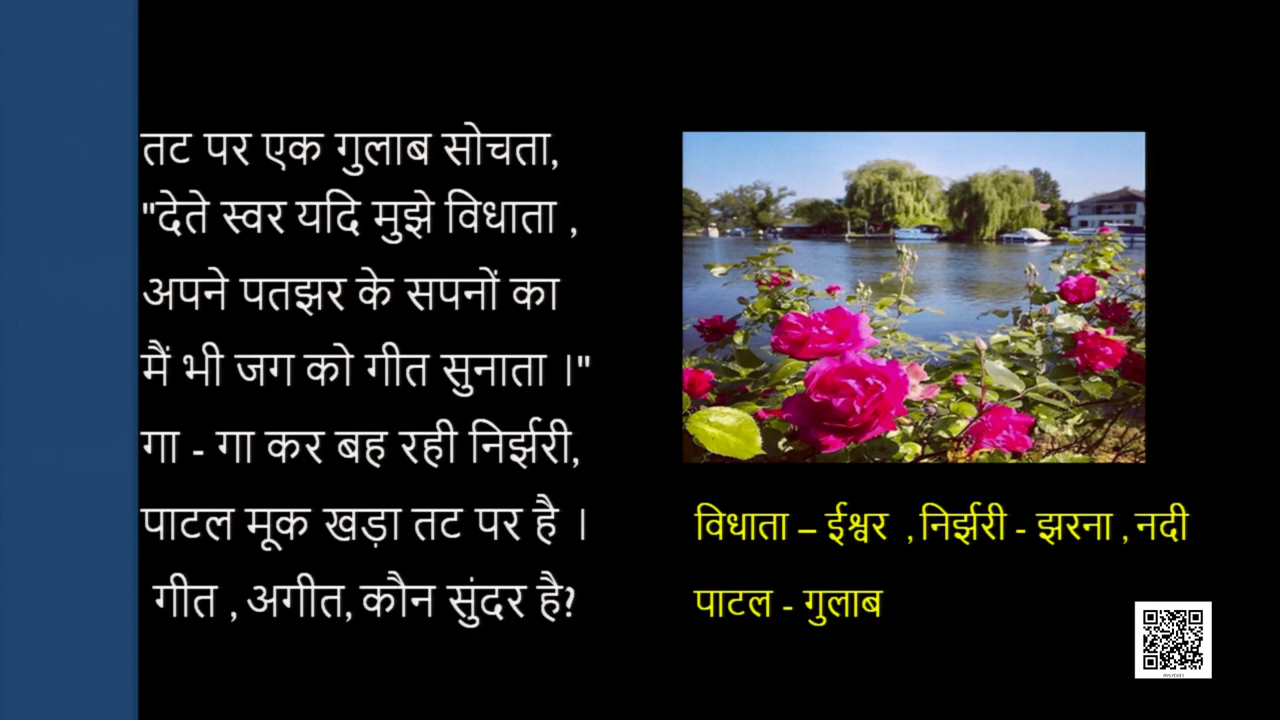 तट पर एक गुलाब सोचता,
"देते स्वर यदि मुझे विधाता ,
अपने पतझर के सपनों का
मैं भी जग को गीत सुनाता ।"
गा - गा कर बह रही निर्झरी,
पाटल मूक खड़ा तट पर है ।
गीत , अगीत, कौन सुंदर है?
विधाता – ईश्वर , निर्झरी - झरना , नदी
पाटल - गुलाब